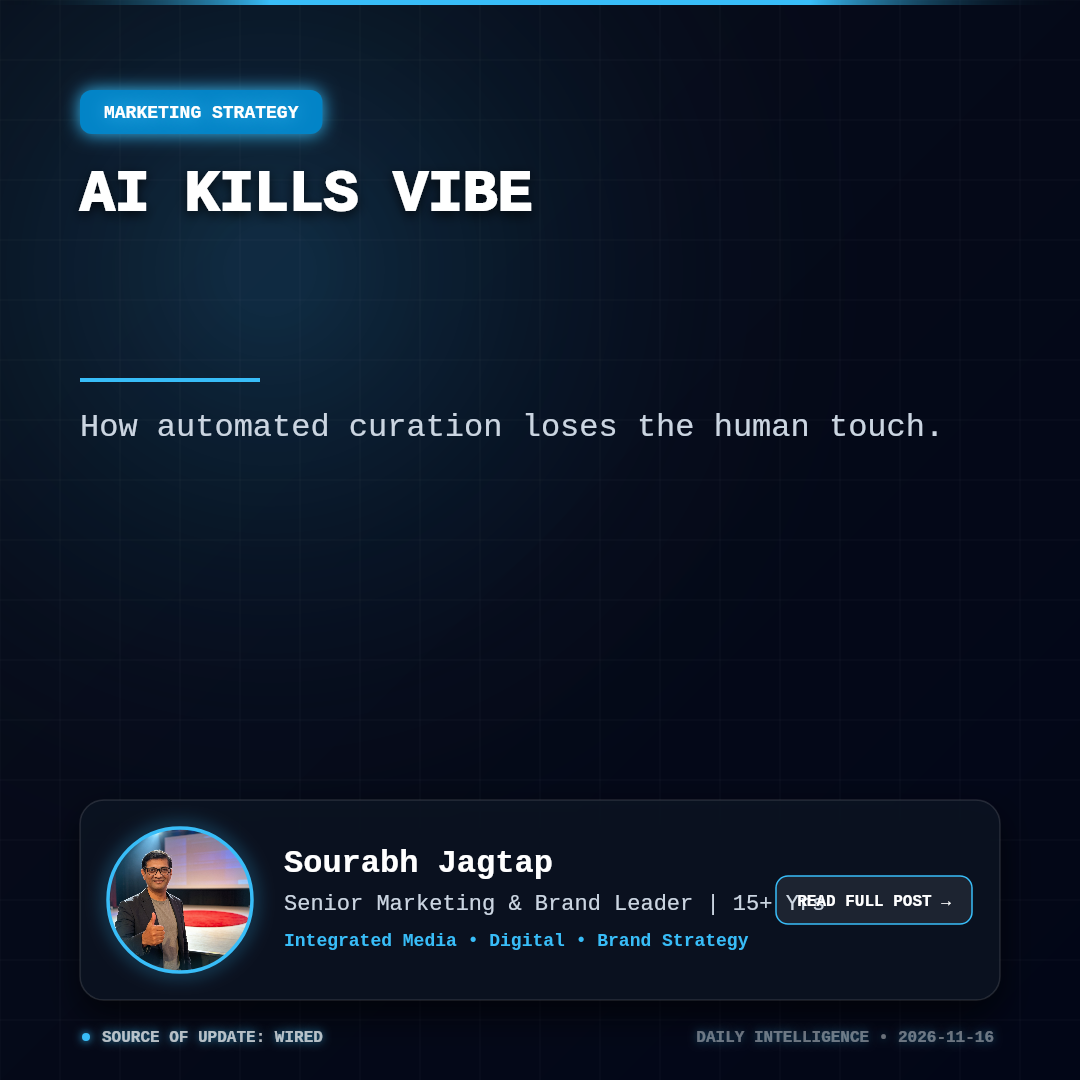 MARKETING STRATEGY
AI KILLS VIBE
How automated curation loses the human touch.
Sourabh Jagtap
Senior Marketing & Brand Leader | 15+ Yrs
READ FULL POST →
Integrated Media • Digital • Brand Strategy
SOURCE OF UPDATE: WIRED
DAILY INTELLIGENCE • 2026-11-16